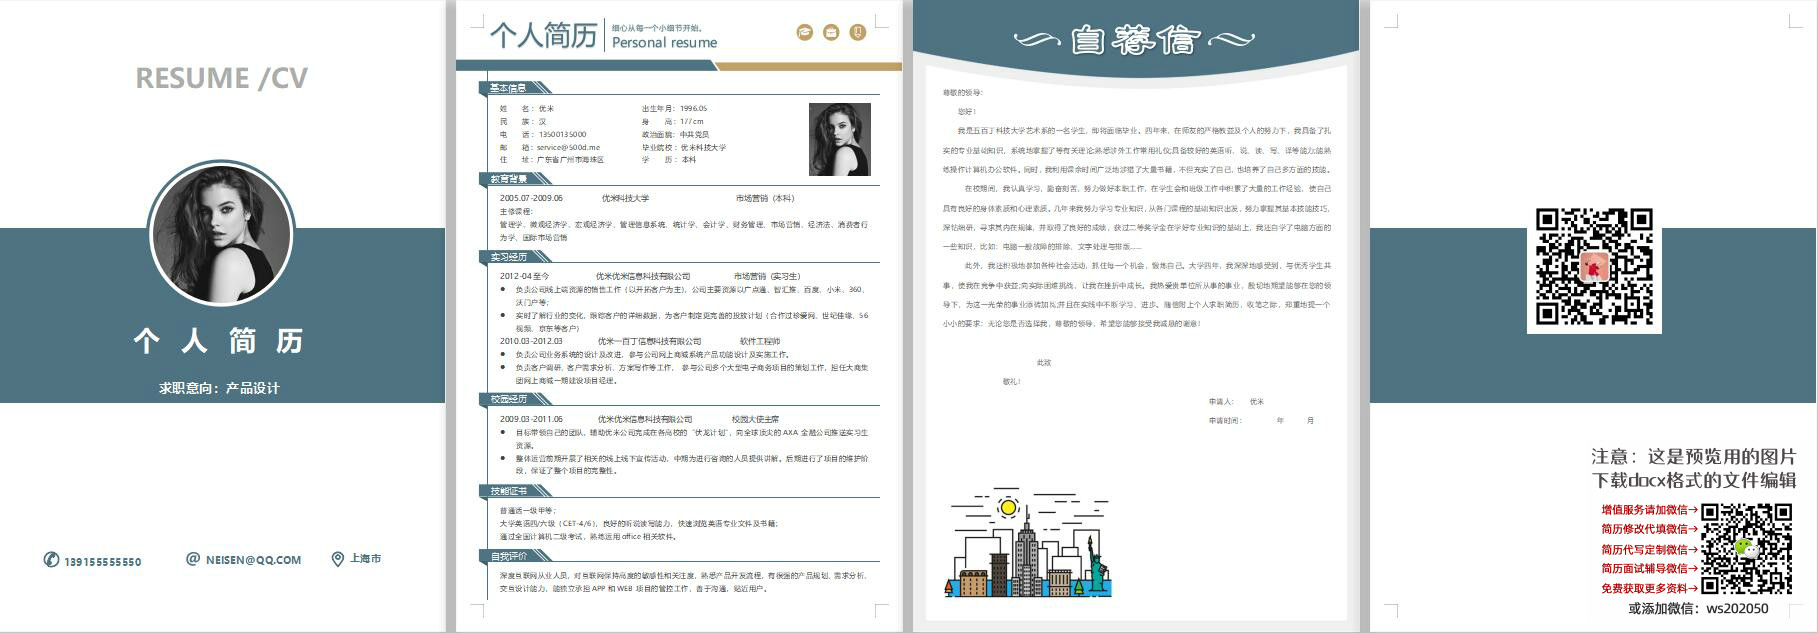 RESUME /CV
个 人 简 历
求职意向：产品设计
139155555550
NEISEN@QQ.COM
上海市
个人简历
细心从每一个小细节开始。
Personal resume
基本信息
姓 名：优米 出生年月：1996.05
民 族：汉 身 高：177cm
电 话：13500135000 政治面貌：中共党员
邮 箱：service@500d.me 毕业院校：优米科技大学
住 址：广东省广州市海珠区 学 历：本科
教育背景
2005.07-2009.06 优米科技大学 市场营销（本科）
主修课程：
管理学、微观经济学、宏观经济学、管理信息系统、统计学、会计学、财务管理、市场营销、经济法、消费者行
为学、国际市场营销
实习经历
2012-04至今 优米优米信息科技有限公司 市场营销（实习生）
负责公司线上端资源的销售工作（以开拓客户为主），公司主要资源以广点通、智汇推、百度、小米、360、
沃门户等；
实时了解行业的变化，跟踪客户的详细数据，为客户制定更完善的投放计划（合作过珍爱网、世纪佳缘、56
视频、京东等客户）
2010.03-2012.03 优米一百丁信息科技有限公司 软件工程师
负责公司业务系统的设计及改进，参与公司网上商城系统产品功能设计及实施工作。
负责客户调研、客户需求分析、方案写作等工作， 参与公司多个大型电子商务项目的策划工作，担任大商集
团网上商城一期建设项目经理。
校园经历
2009.03-2011.06 优米优米信息科技有限公司 校园大使主席
目标带领自己的团队，辅助优米公司完成在各高校的“伏龙计划”，向全球顶尖的AXA金融公司推送实习生
资源。
整体运营前期开展了相关的线上线下宣传活动，中期为进行咨询的人员提供讲解。后期进行了项目的维护阶
段，保证了整个项目的完整性。
技能证书
普通话一级甲等；
大学英语四/六级（CET-4/6），良好的听说读写能力，快速浏览英语专业文件及书籍；
通过全国计算机二级考试，熟练运用office相关软件。
自我评价
深度互联网从业人员，对互联网保持高度的敏感性和关注度，熟悉产品开发流程，有很强的产品规划、需求分析、
交互设计能力，能独立承担APP和WEB项目的管控工作，善于沟通，贴近用户。
自荐信
尊敬的领导：
您好！
我是五百丁科技大学艺术系的一名学生，即将面临毕业。四年来，在师友的严格教益及个人的努力下，我具备了扎
实的专业基础知识，系统地掌握了等有关理论;熟悉涉外工作常用礼仪;具备较好的英语听、说、读、写、译等能力;能熟
练操作计算机办公软件。同时，我利用课余时间广泛地涉猎了大量书籍，不但充实了自己，也培养了自己多方面的技能。
在校期间，我认真学习，勤奋刻苦，努力做好本职工作，在学生会和班级工作中积累了大量的工作经验，使自己
具有良好的身体素质和心理素质。几年来我努力学习专业知识，从各门课程的基础知识出发，努力掌握其基本技能技巧，
深钻细研，寻求其内在规律，并取得了良好的成绩，获过二等奖学金在学好专业知识的基础上，我还自学了电脑方面的
一些知识，比如：电脑一般故障的排除、文字处理与排版......
此外，我还积极地参加各种社会活动，抓住每一个机会，锻炼自己。大学四年，我深深地感受到，与优秀学生共
事，使我在竞争中获益;向实际困难挑战，让我在挫折中成长。我热爱贵单位所从事的事业，殷切地期望能够在您的领
导下，为这一光荣的事业添砖加瓦;并且在实践中不断学习、进步。随信附上个人求职简历，收笔之际，郑重地提一个
小小的要求：无论您是否选择我，尊敬的领导，希望您能够接受我诚恳的谢意！
此致
敬礼！
申请人： 优米
申请时间： 年 月
注意：这是预览用的图片
下载docx格式的文件编辑
增值服务请加微信→
简历修改代填微信→
简历代写定制微信→
简历面试辅导微信→
免费获取更多资料→
或添加微信：ws202050